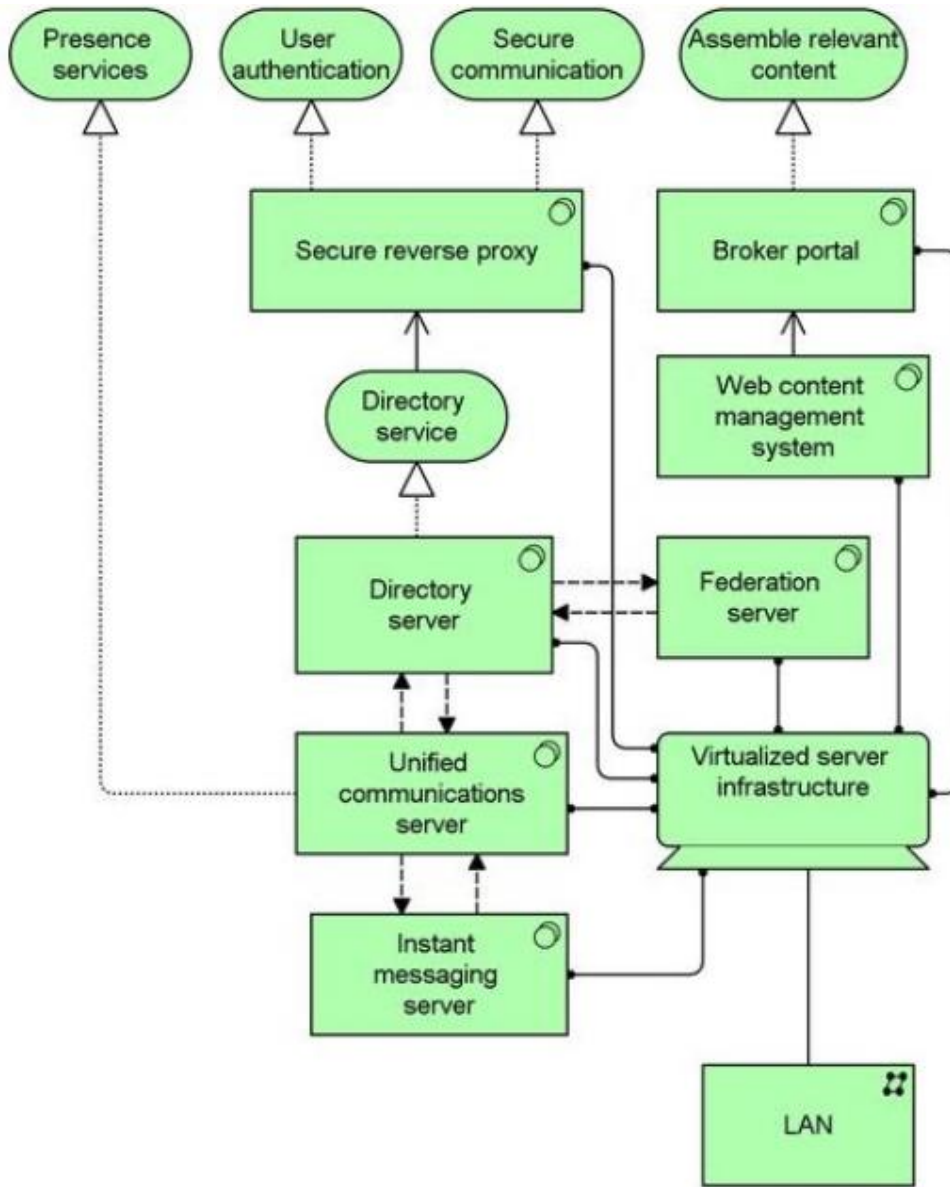 Presence
services
User
authentication
Secure
communication
Assemble relevant
content
Secure reverse proxy
Broker portal
Directory
service
Web content
management
system
Directory
server
Federation
server
Unified
communications
server
Virtualized server
infrastructure
Instant
messaging
server
LAN